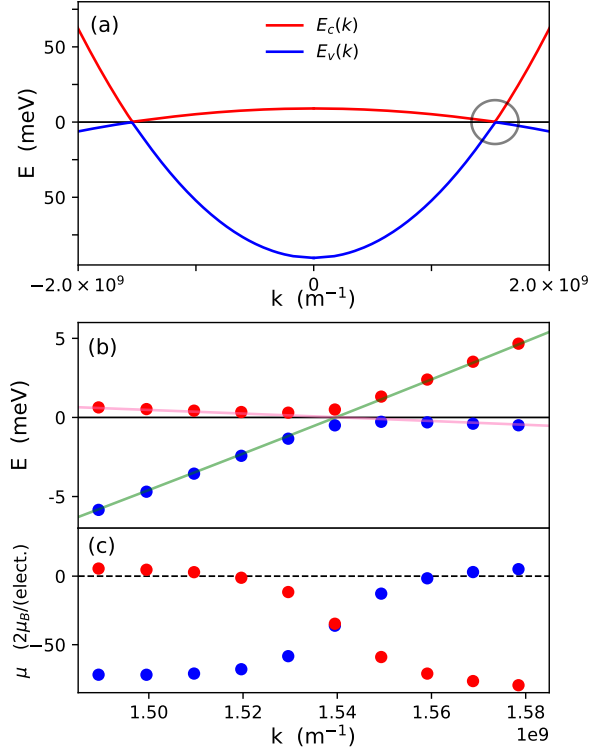 (a)
E_c(k)
E_v(k)
50
0
50
E (meV)
−2.0 × 10^9
0
2.0 × 10^9
k (m^{-1})
(b)
5
0
-5
E (meV)
(c)
0
−50
μ (2μ_B/(elect.)
1.50
1.52
1.54
1.56
1.58
1e9
k (m^{-1})